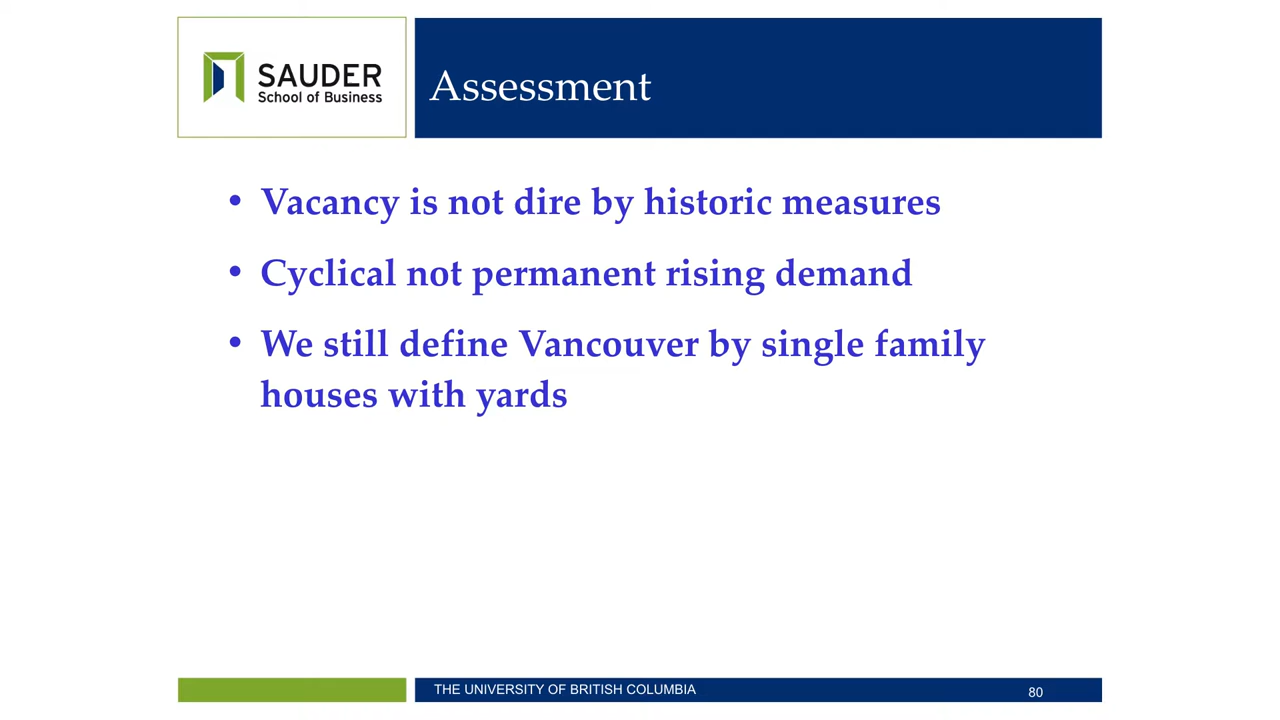 SAUDER
School of Business
Assessment
• Vacancy is not dire by historic measures
• Cyclical not permanent rising demand
• We still define Vancouver by single family
houses with yards
THE UNIVERSITY OF BRITISH COLUMBIA
80